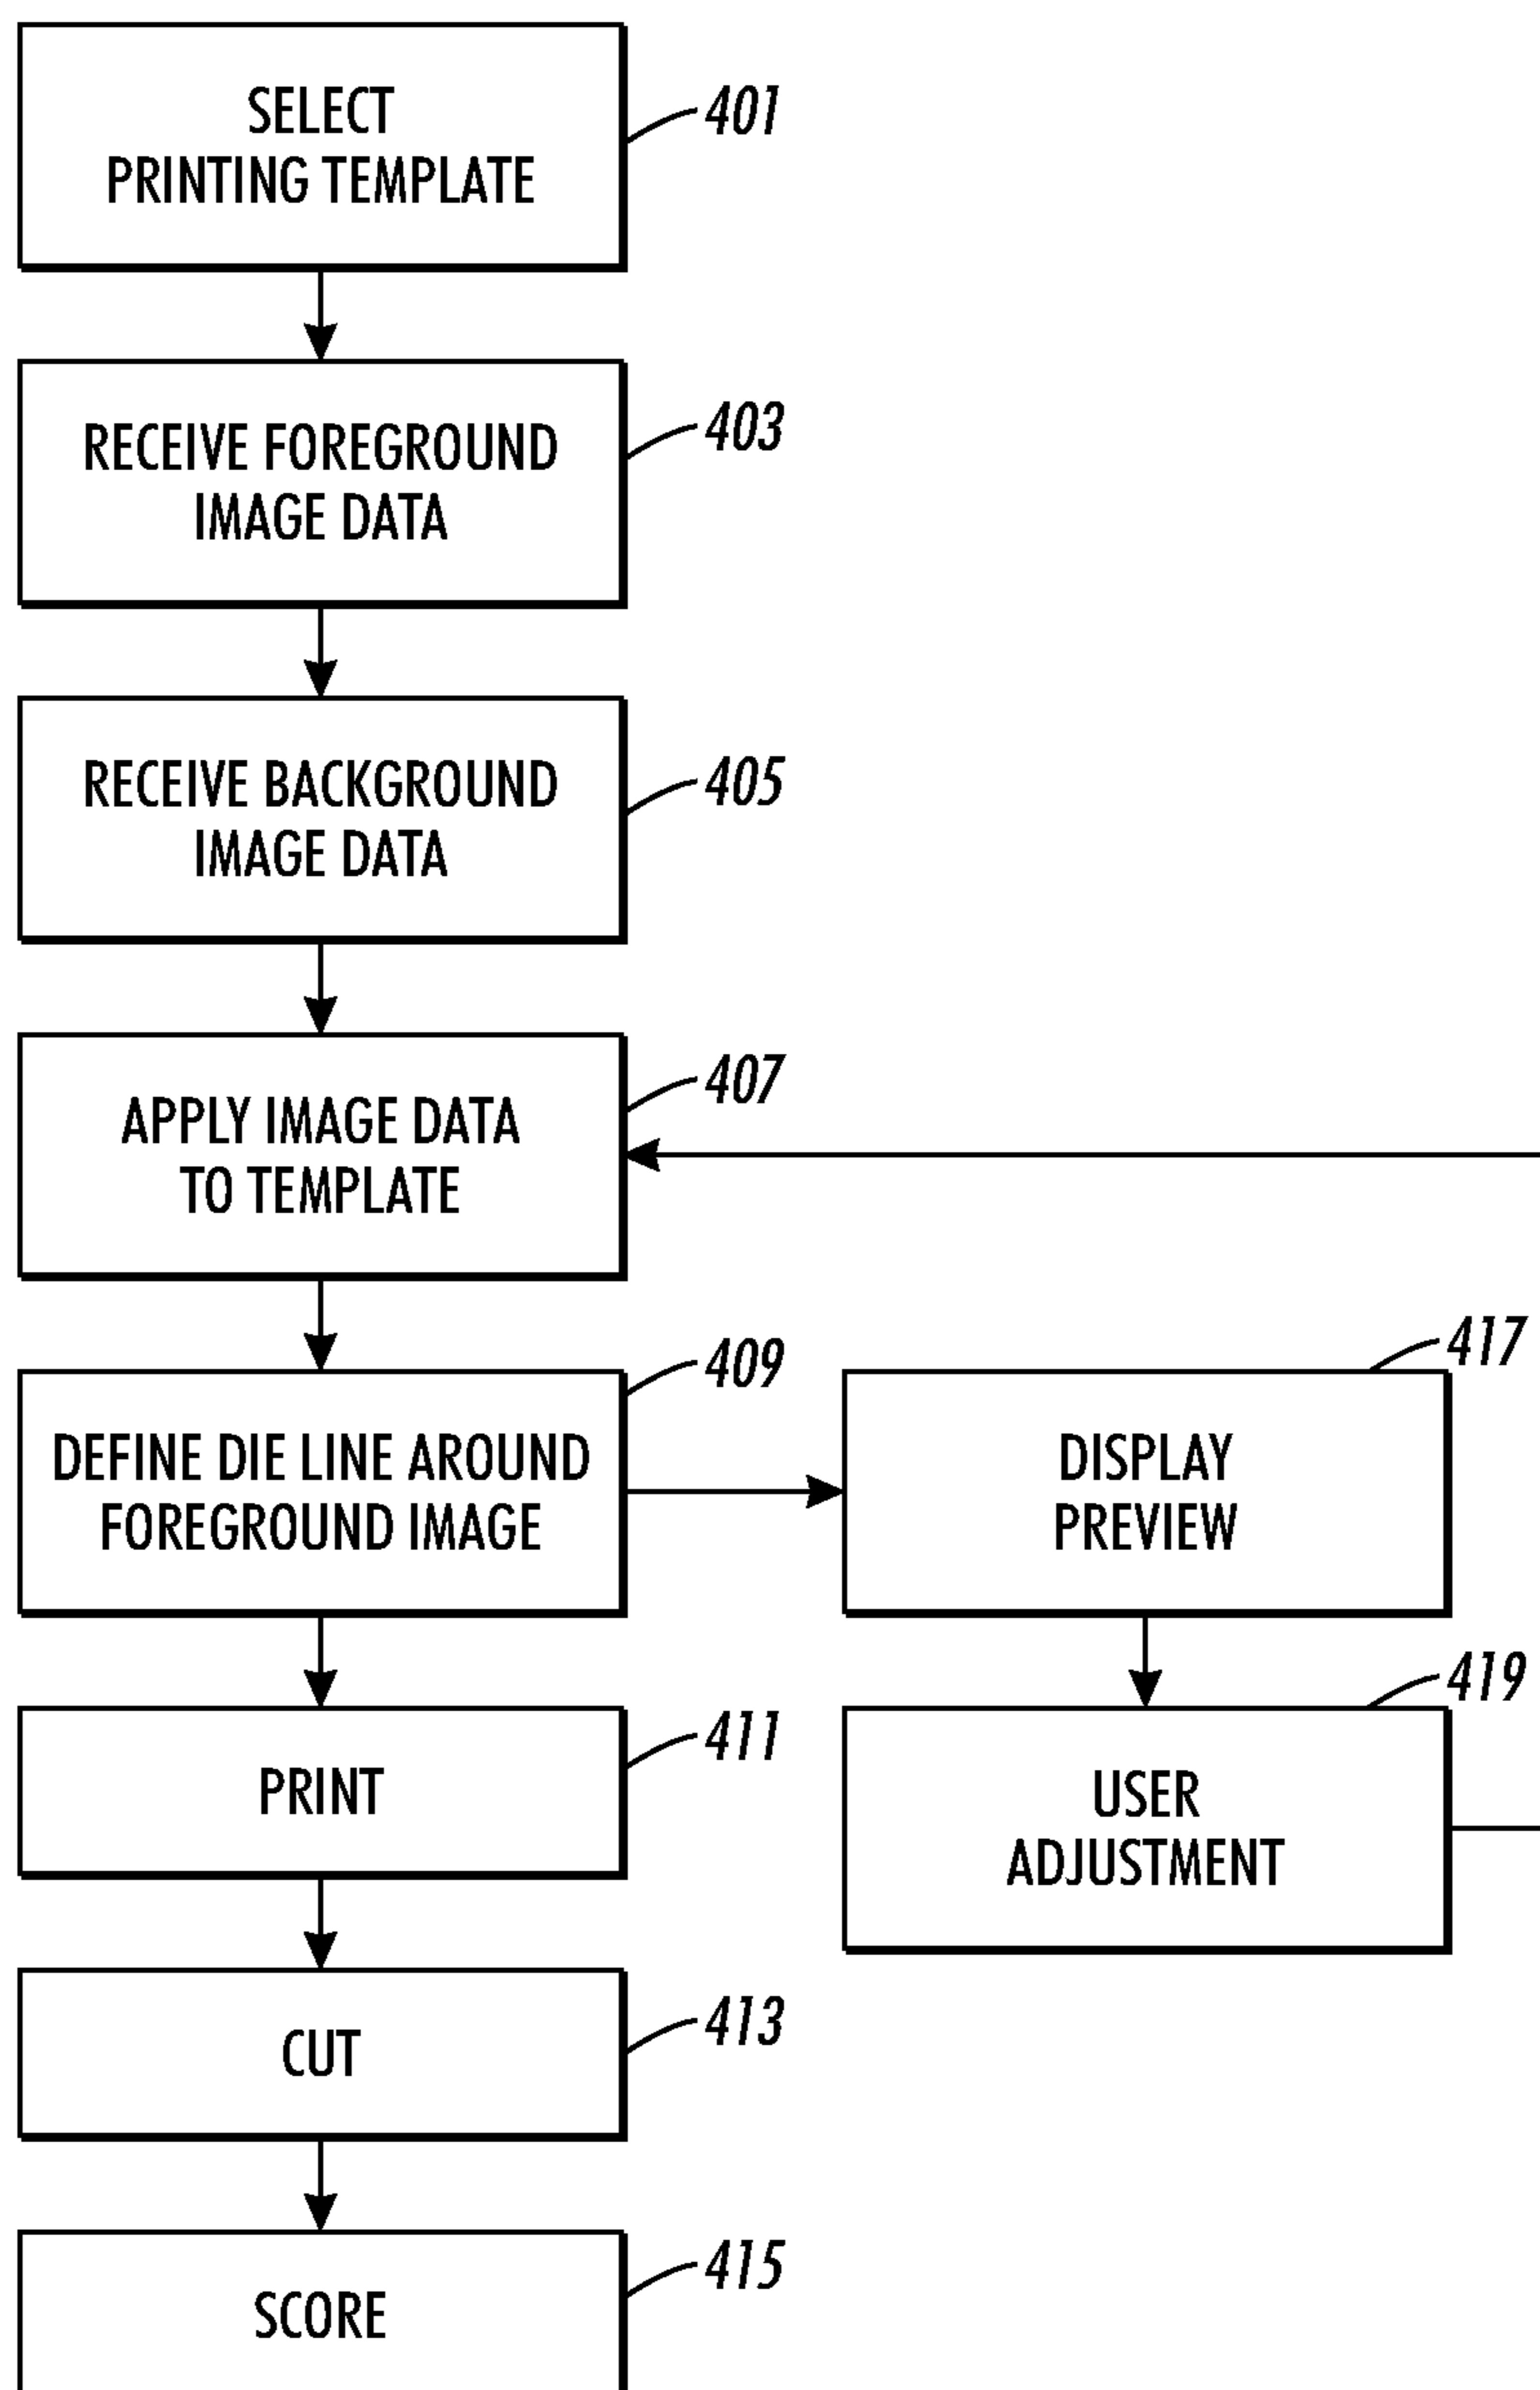 SELECT
PRINTING TEMPLATE
401
RECEIVE FOREGROUND
IMAGE DATA
403
RECEIVE BACKGROUND
IMAGE DATA
405
APPLY IMAGE DATA
TO TEMPLATE
407
DEFINE DIE LINE AROUND
FOREGROUND IMAGE
409
DISPLAY
PREVIEW
417
PRINT
411
USER
ADJUSTMENT
419
CUT
413
SCORE
415